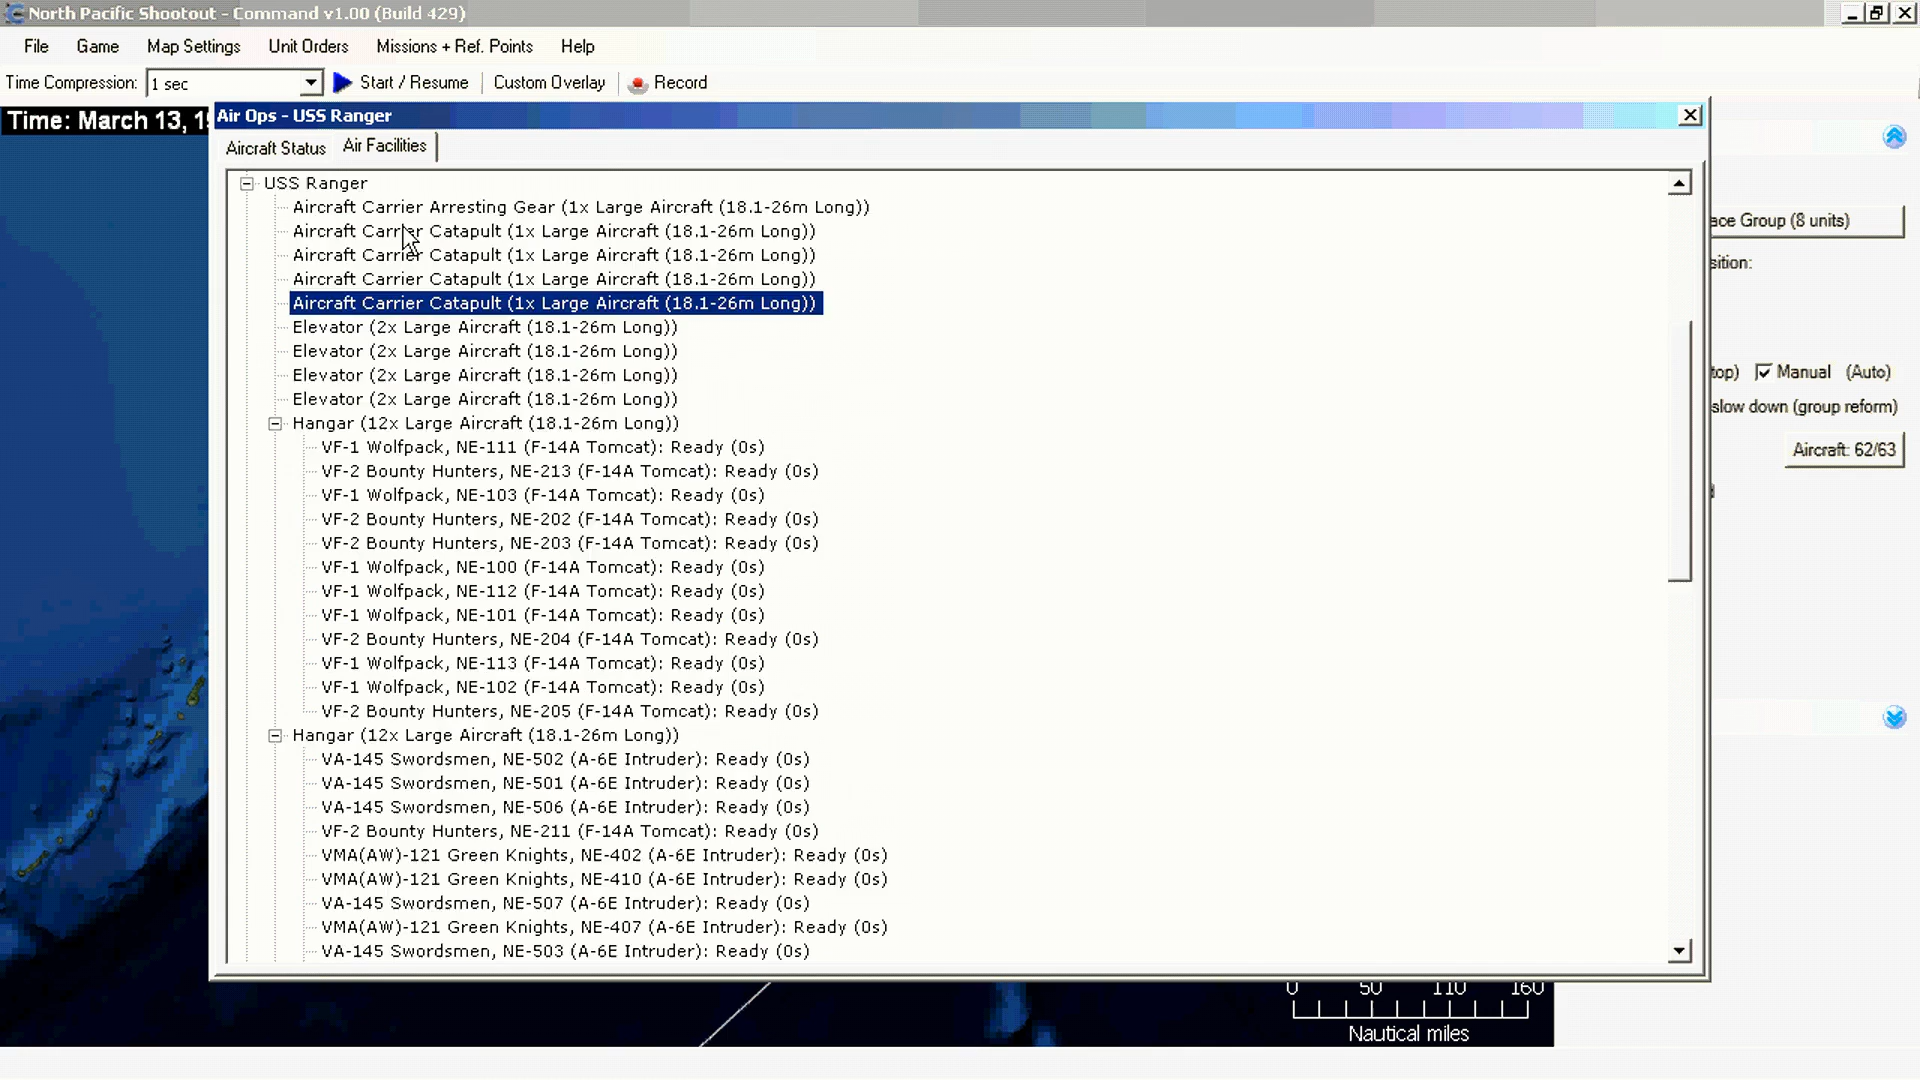 North Pacific Shootout - Command v1.00 (Build 429)
File Game Map Settings Unit Orders Missions + Ref. Points Help
Time Compression: 1 sec Start / Resume Custom Overlay Record
Time: March 13, 1
Air Ops - USS Ranger
Aircraft Status Air Facilities
USS Ranger
Aircraft Carrier Arresting Gear (1x Large Aircraft (18.1-26m Long))
Aircraft Carrier Catapult (1x Large Aircraft (18.1-26m Long))
Aircraft Carrier Catapult (1x Large Aircraft (18.1-26m Long))
Aircraft Carrier Catapult (1x Large Aircraft (18.1-26m Long))
Aircraft Carrier Catapult (1x Large Aircraft (18.1-26m Long))
Elevator (2x Large Aircraft (18.1-26m Long))
Elevator (2x Large Aircraft (18.1-26m Long))
Elevator (2x Large Aircraft (18.1-26m Long))
Elevator (2x Large Aircraft (18.1-26m Long))
Hangar (12x Large Aircraft (18.1-26m Long))
VF-1 Wolfpack, NE-111 (F-14A Tomcat): Ready (0s)
VF-2 Bounty Hunters, NE-213 (F-14A Tomcat): Ready (0s)
VF-1 Wolfpack, NE-103 (F-14A Tomcat): Ready (0s)
VF-2 Bounty Hunters, NE-202 (F-14A Tomcat): Ready (0s)
VF-2 Bounty Hunters, NE-203 (F-14A Tomcat): Ready (0s)
VF-1 Wolfpack, NE-100 (F-14A Tomcat): Ready (0s)
VF-1 Wolfpack, NE-112 (F-14A Tomcat): Ready (0s)
VF-1 Wolfpack, NE-101 (F-14A Tomcat): Ready (0s)
VF-2 Bounty Hunters, NE-204 (F-14A Tomcat): Ready (0s)
VF-1 Wolfpack, NE-113 (F-14A Tomcat): Ready (0s)
VF-1 Wolfpack, NE-102 (F-14A Tomcat): Ready (0s)
VF-2 Bounty Hunters, NE-205 (F-14A Tomcat): Ready (0s)
Hangar (12x Large Aircraft (18.1-26m Long))
VA-145 Swordsmen, NE-502 (A-6E Intruder): Ready (0s)
VA-145 Swordsmen, NE-501 (A-6E Intruder): Ready (0s)
VA-145 Swordsmen, NE-506 (A-6E Intruder): Ready (0s)
VF-2 Bounty Hunters, NE-211 (F-14A Tomcat): Ready (0s)
VMA(AW)-121 Green Knights, NE-402 (A-6E Intruder): Ready (0s)
VMA(AW)-121 Green Knights, NE-410 (A-6E Intruder): Ready (0s)
VA-145 Swordsmen, NE-507 (A-6E Intruder): Ready (0s)
VMA(AW)-121 Green Knights, NE-407 (A-6E Intruder): Ready (0s)
VA-145 Swordsmen, NE-503 (A-6E Intruder): Ready (0s)
ace Group (8 units)
sition:
top) Manual (Auto)
slow down (group reform)
Aircraft: 62/63
0 50 110 160
Nautical miles